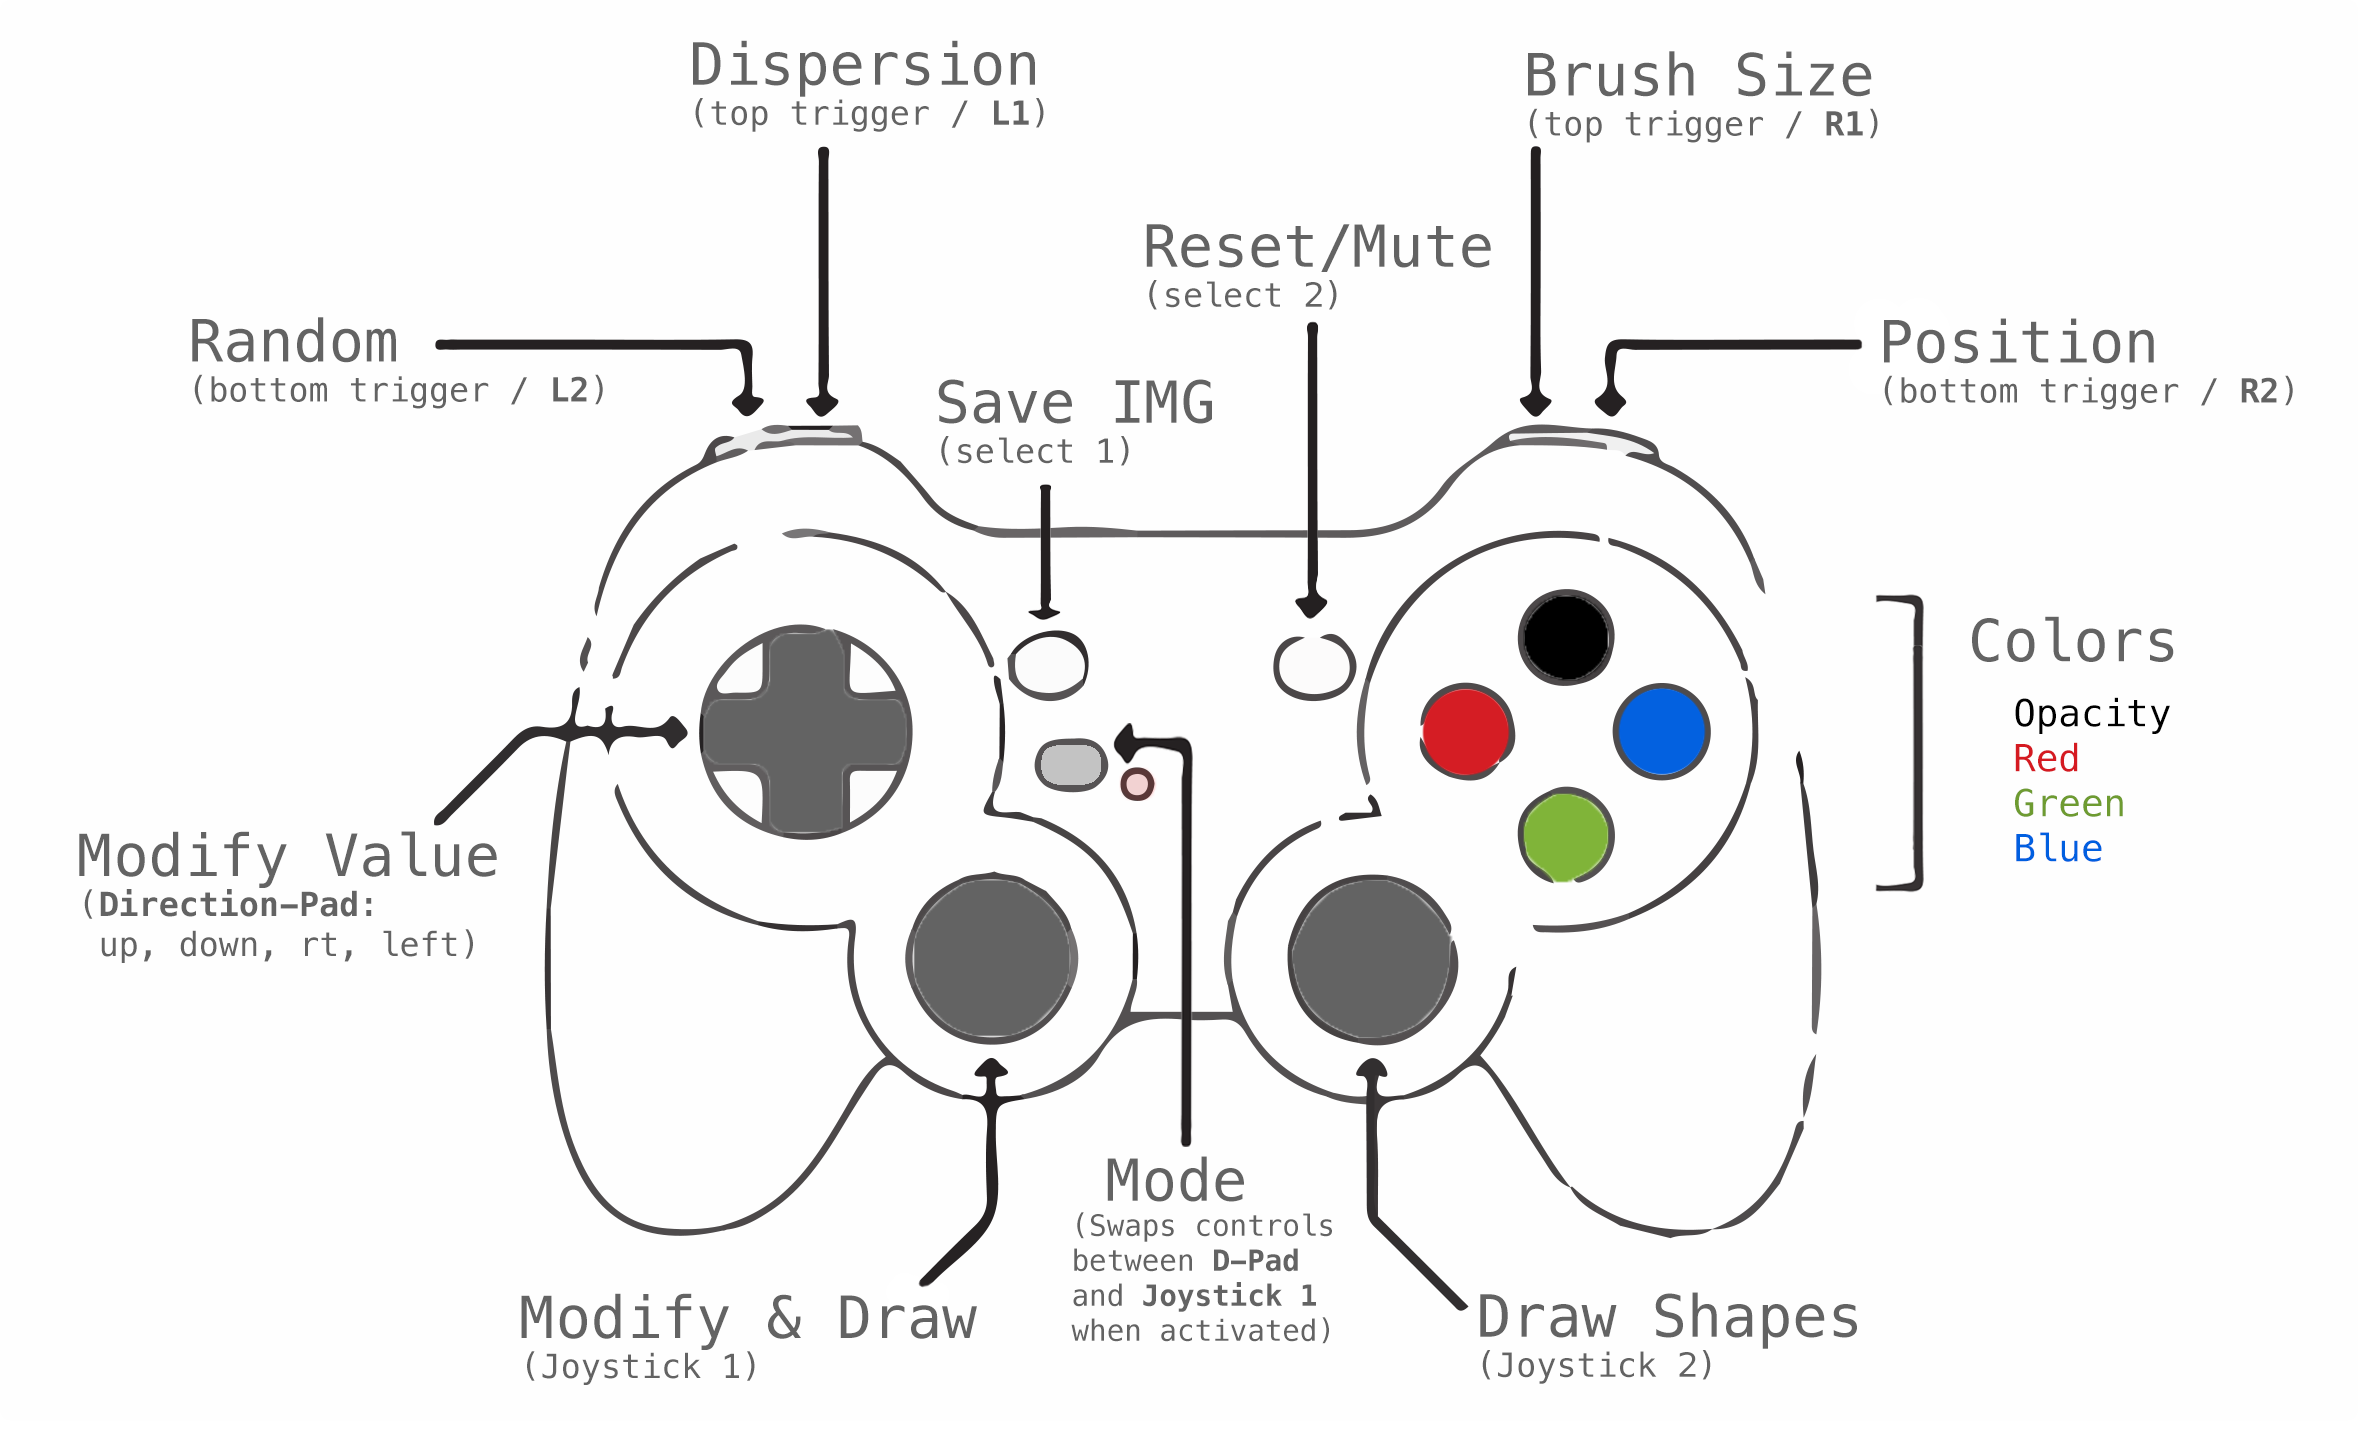 Dispersion
(top trigger / L1)
Brush Size
(top trigger / R1)
Reset/Mute
(select 2)
Random
(bottom trigger / L2)
Position
(bottom trigger / R2)
Save IMG
(select 1)
Colors
Opacity
Red
Green
Blue
Modify Value
(Direction-Pad:
up, down, rt, left)
Mode
(Swaps controls
between D-Pad
and Joystick 1
when activated)
Modify & Draw
(Joystick 1)
Draw Shapes
(Joystick 2)